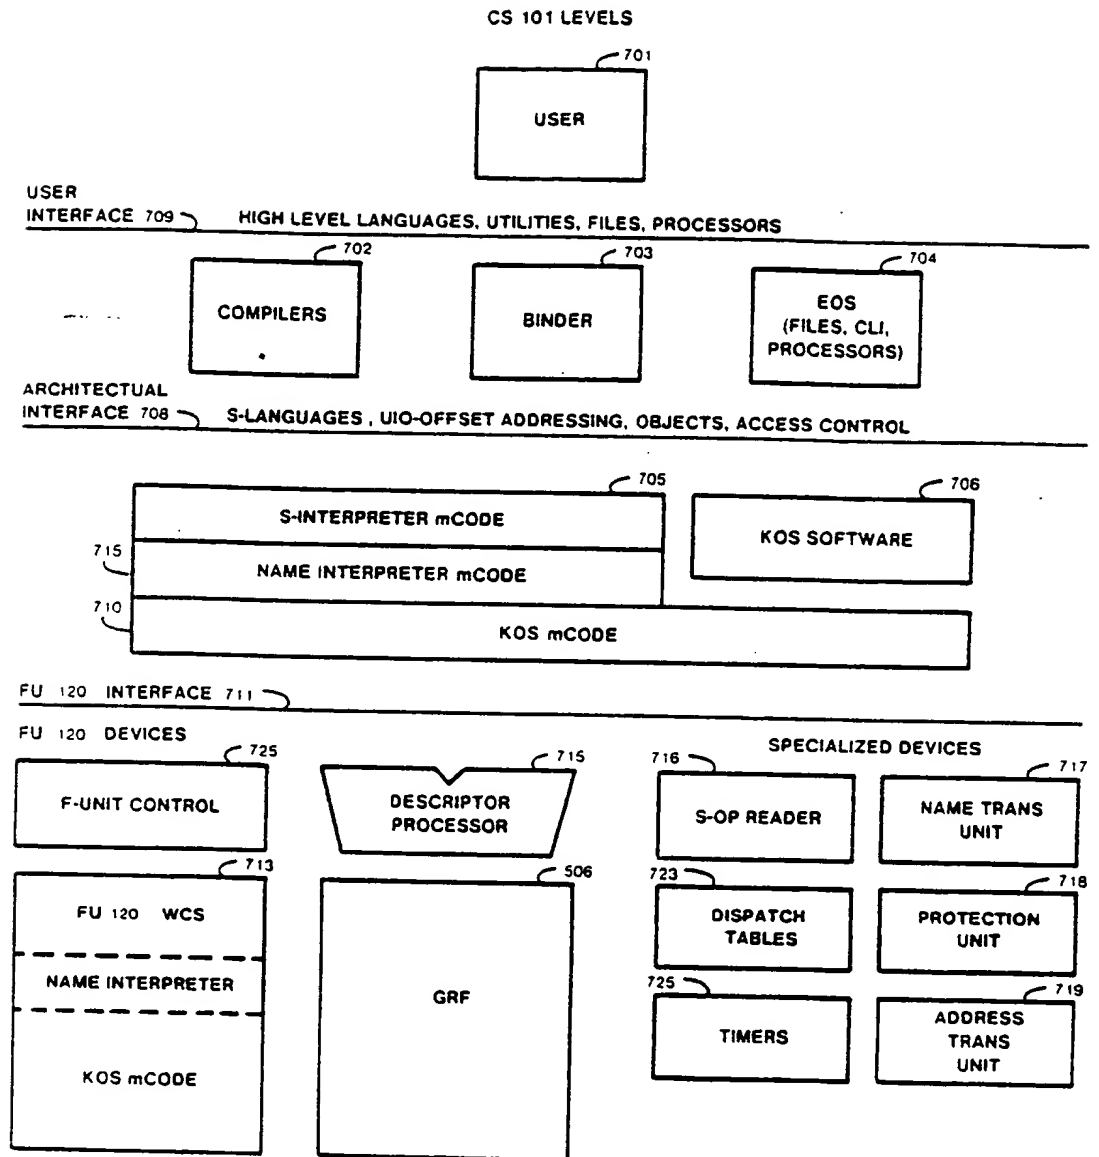 CS 101 LEVELS
701
USER
USER
INTERFACE 709
HIGH LEVEL LANGUAGES, UTILITIES, FILES, PROCESSORS
702
COMPILERS
703
BINDER
704
EOS
(FILES, CLI,
PROCESSORS)
ARCHITECTUAL
INTERFACE 708
S-LANGUAGES , UIO-OFFSET ADDRESSING, OBJECTS, ACCESS CONTROL
705
S-INTERPRETER mCODE
706
KOS SOFTWARE
715
NAME INTERPRETER mCODE
710
KOS mCODE
FU 120 INTERFACE 711
FU 120 DEVICES
SPECIALIZED DEVICES
725
F-UNIT CONTROL
715
DESCRIPTOR
PROCESSOR
716
S-OP READER
717
NAME TRANS
UNIT
713
FU 120 WCS
NAME INTERPRETER
KOS mCODE
506
GRF
723
DISPATCH
TABLES
718
PROTECTION
UNIT
725
TIMERS
719
ADDRESS
TRANS
UNIT